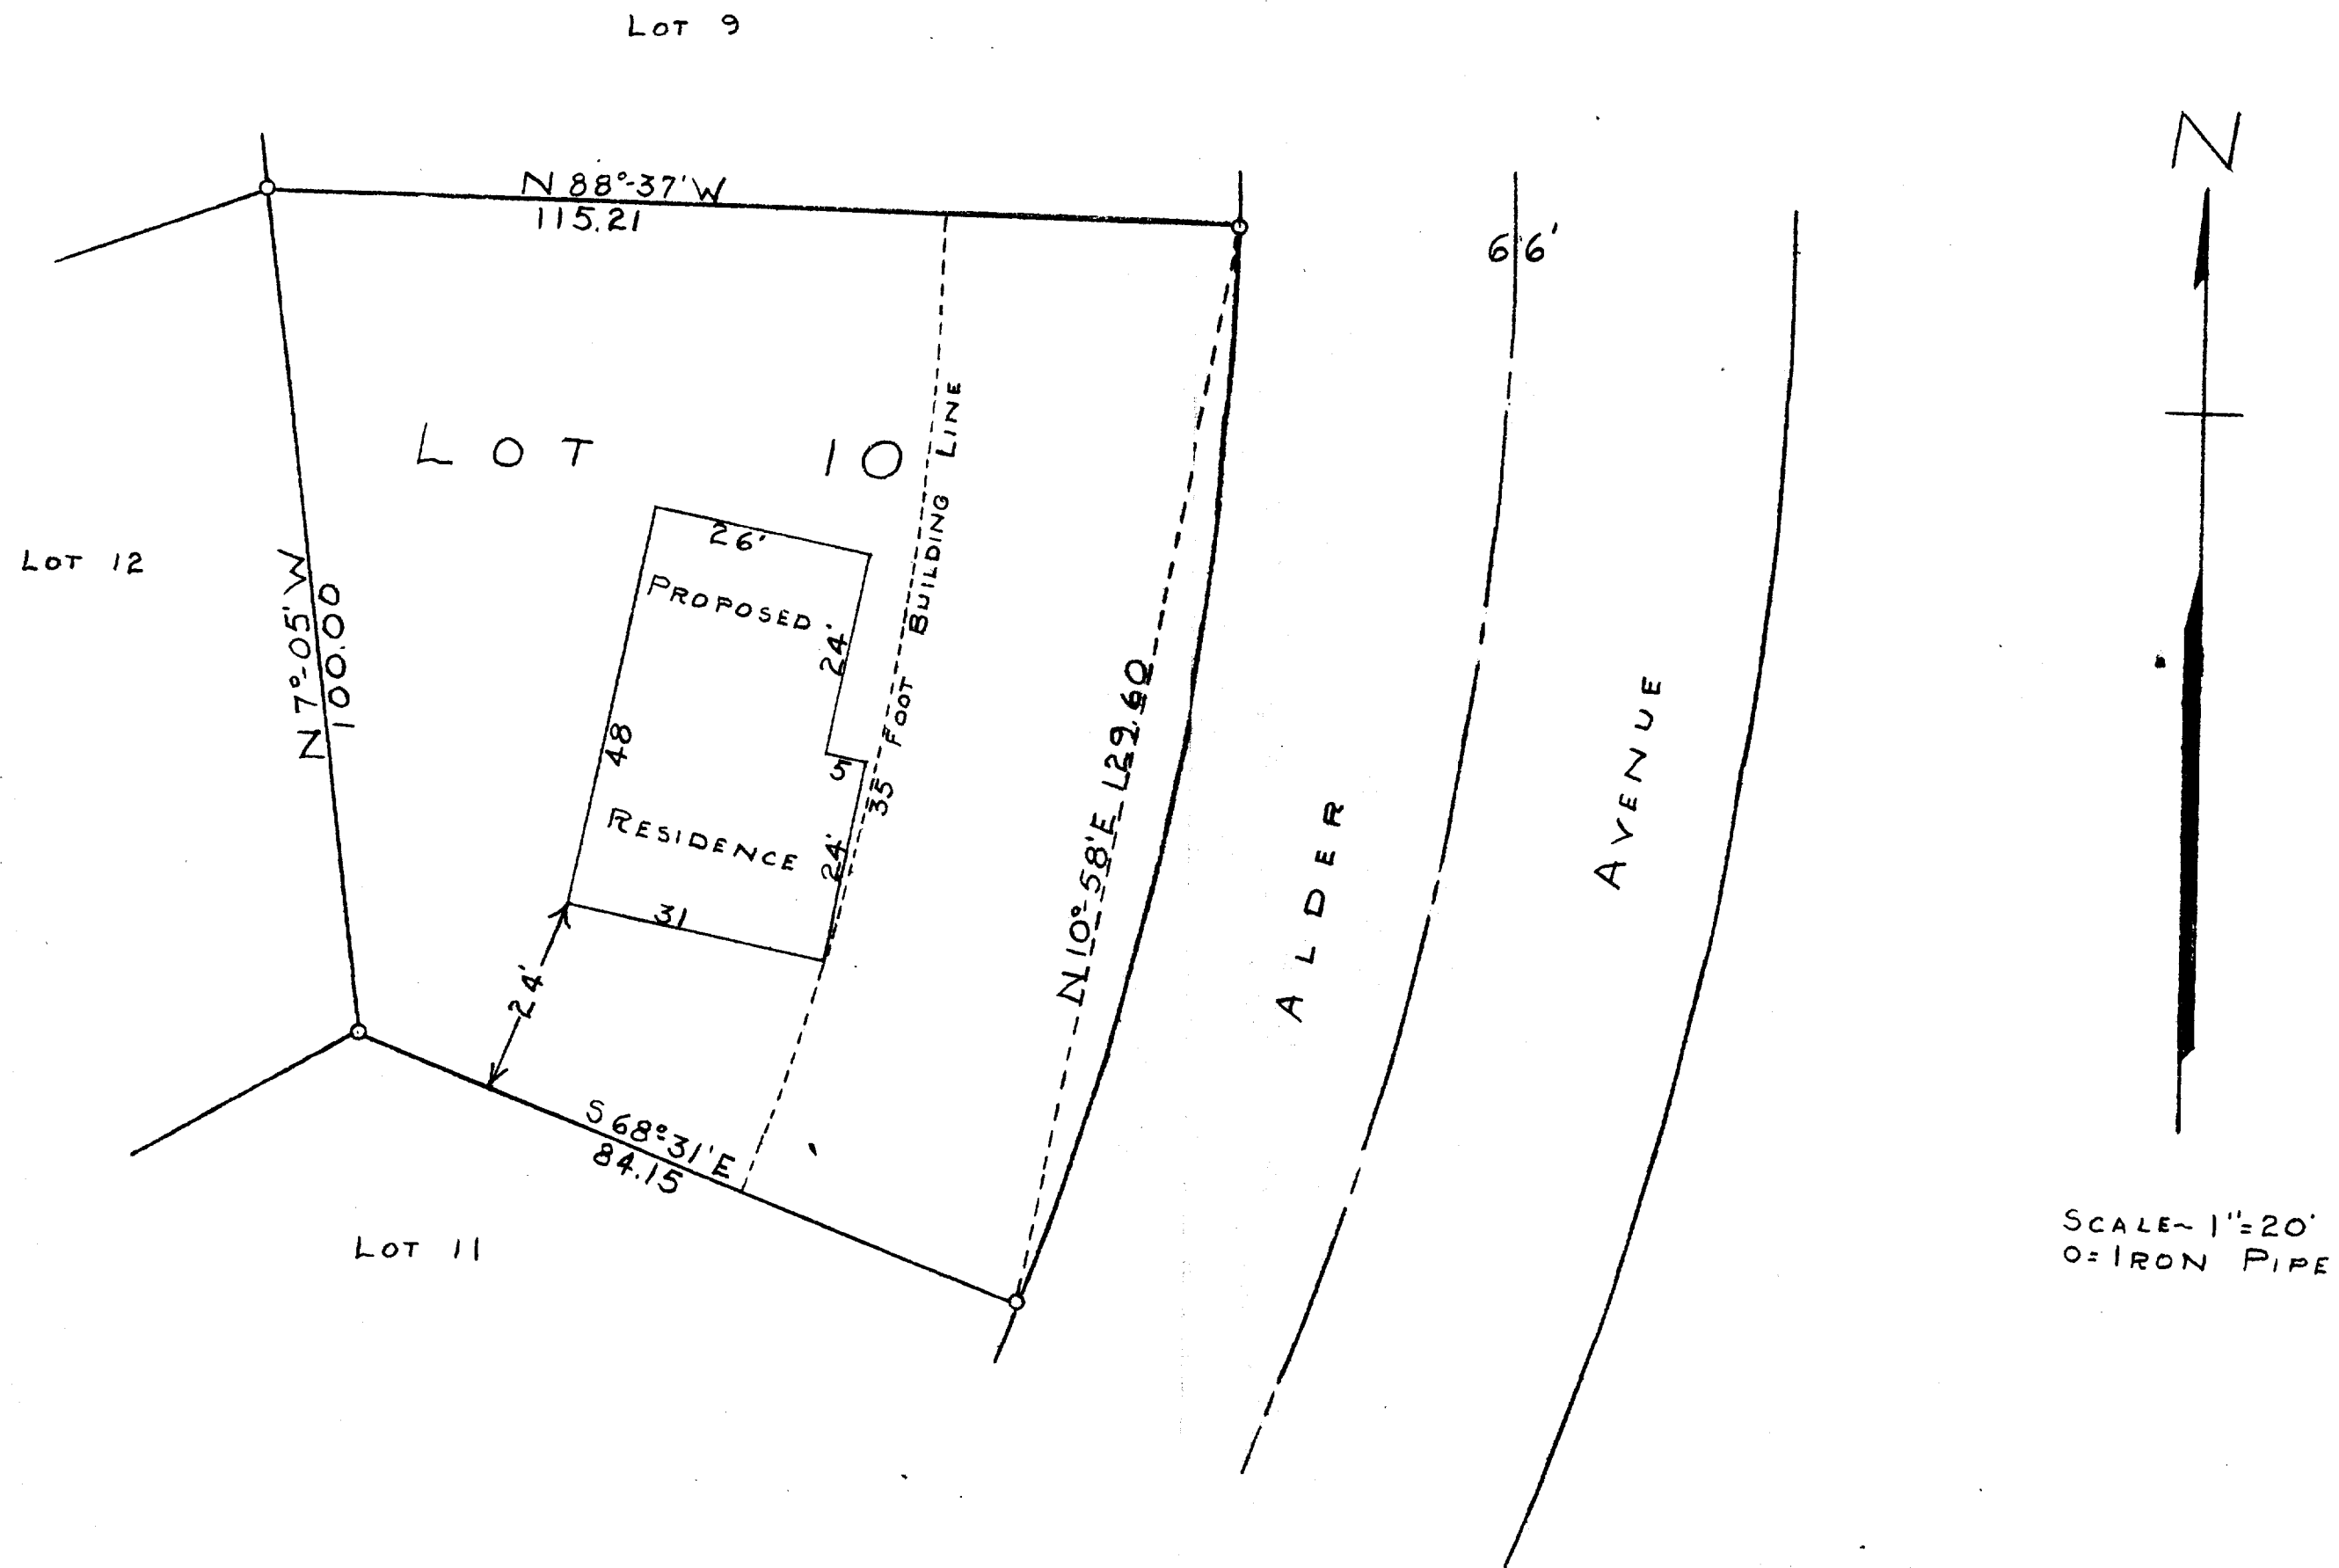 LOT 9
N
N 88°-37' W
115.21
66'
LOT 10
LOT 12
N 7°-05' W
100.00
26'
PROPOSED
24'
48
5
RESIDENCE
24'
31
35 FOOT BUILDING LINE
N 10°-58' E 129.60
ALDER AVENUE
24'
S 68°-31' E
84.15
LOT 11
SCALE~ 1"=20'
O=IRON PIPE